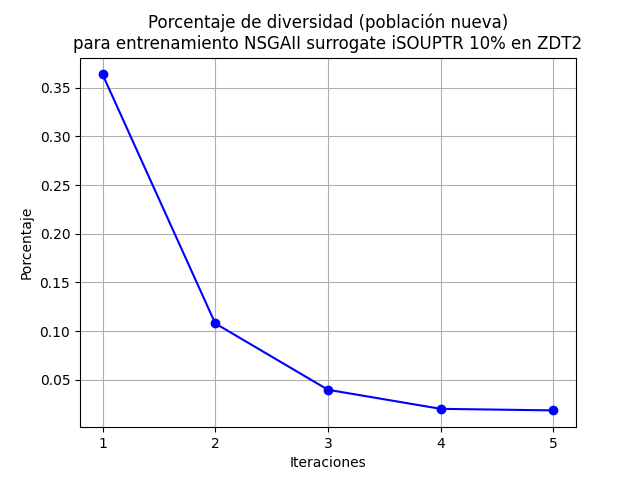 Porcentaje de diversidad (población nueva)
para entrenamiento NSGAII surrogate iSOUPTR 10% en ZDT2
Porcentaje
0.35
0.30
0.25
0.20
0.15
0.10
0.05
1 2 3 4 5
Iteraciones